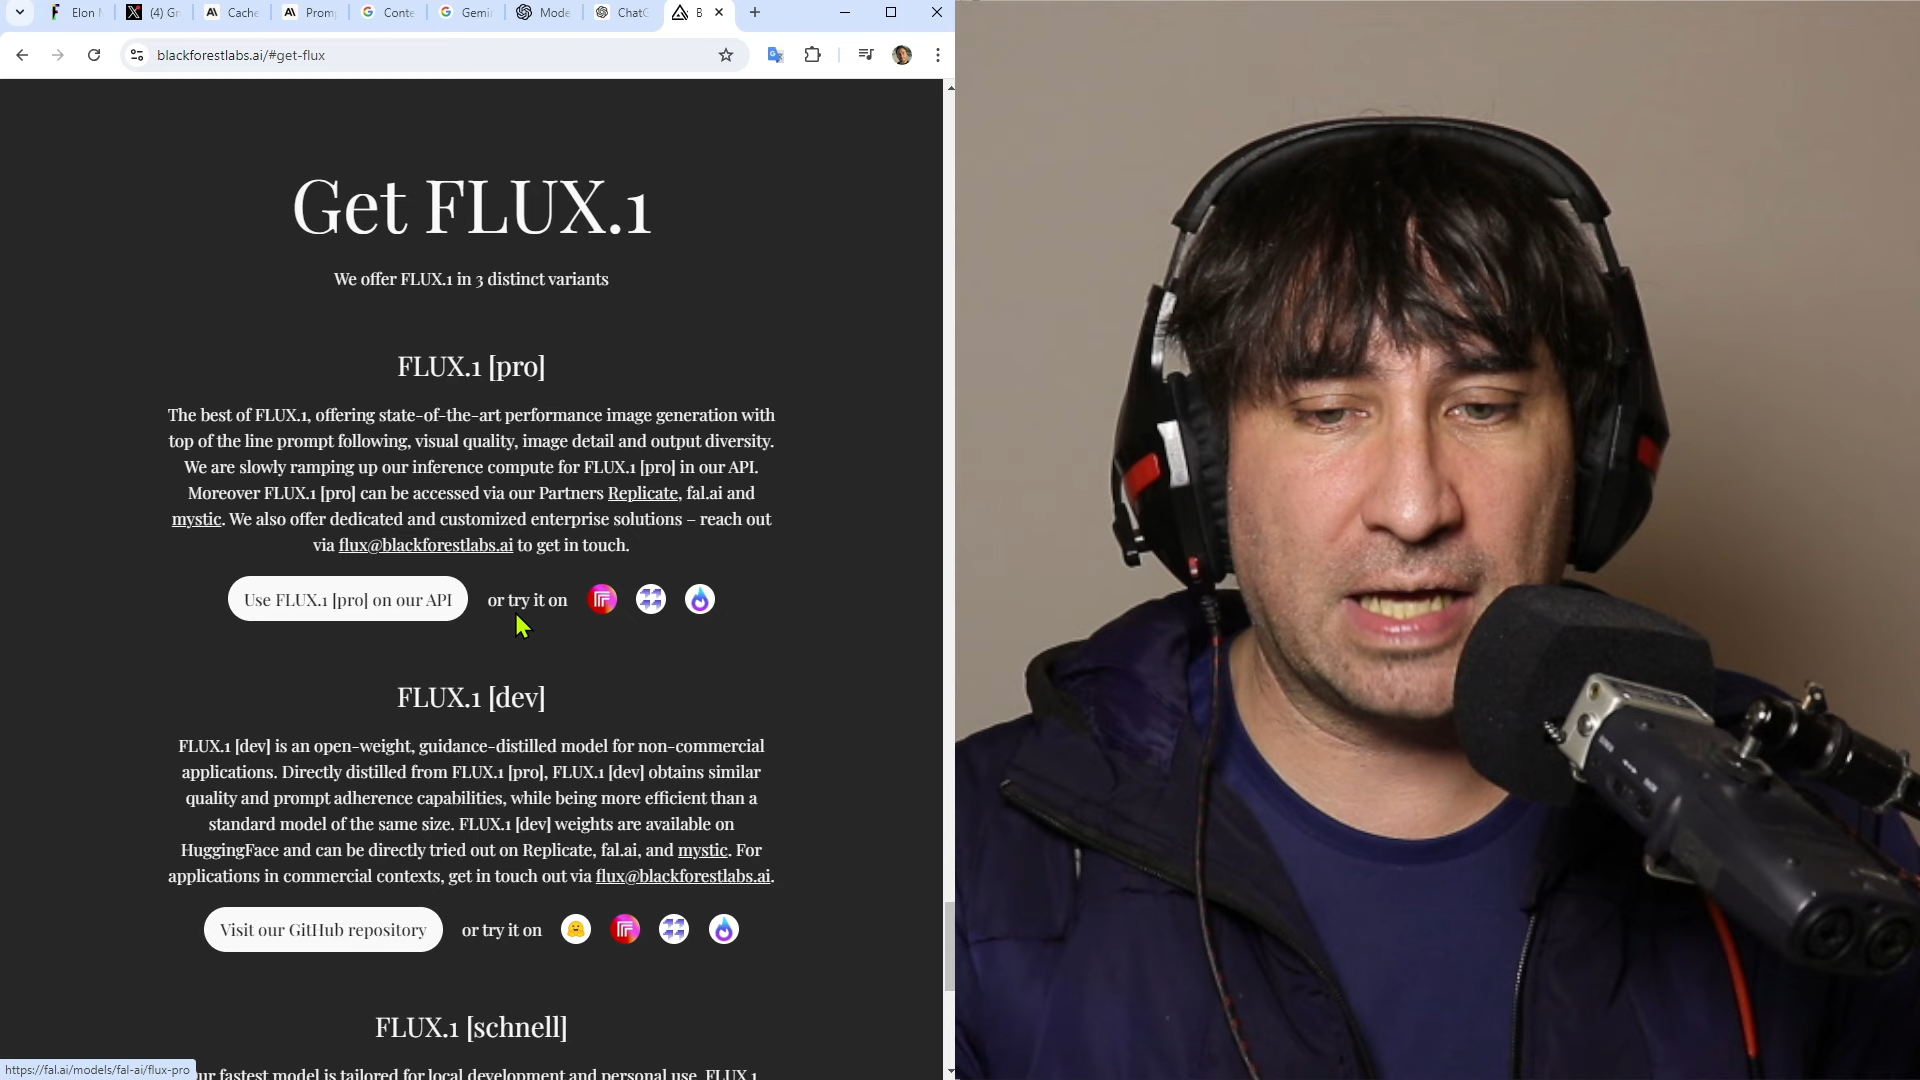 Elon M
(4) Gr
Cache
Promp
Conte
Gemi
Mode
ChatG
B
blackforestlabs.ai/#get-flux
Get FLUX.1
We offer FLUX.1 in 3 distinct variants
FLUX.1 [pro]
The best of FLUX.1, offering state-of-the-art performance image generation with
top of the line prompt following, visual quality, image detail and output diversity.
We are slowly ramping up our inference compute for FLUX.1 [pro] in our API.
Moreover FLUX.1 [pro] can be accessed via our Partners Replicate, fal.ai and
mystic. We also offer dedicated and customized enterprise solutions – reach out
via flux@blackforestlabs.ai to get in touch.
Use FLUX.1 [pro] on our API or try it on
FLUX.1 [dev]
FLUX.1 [dev] is an open-weight, guidance-distilled model for non-commercial
applications. Directly distilled from FLUX.1 [pro], FLUX.1 [dev] obtains similar
quality and prompt adherence capabilities, while being more efficient than a
standard model of the same size. FLUX.1 [dev] weights are available on
HuggingFace and can be directly tried out on Replicate, fal.ai, and mystic. For
applications in commercial contexts, get in touch out via flux@blackforestlabs.ai.
Visit our GitHub repository or try it on
FLUX.1 [schnell]
our fastest model is tailored for local development and personal use. FLUX.1
https://fal.ai/models/fal-ai/flux-pro